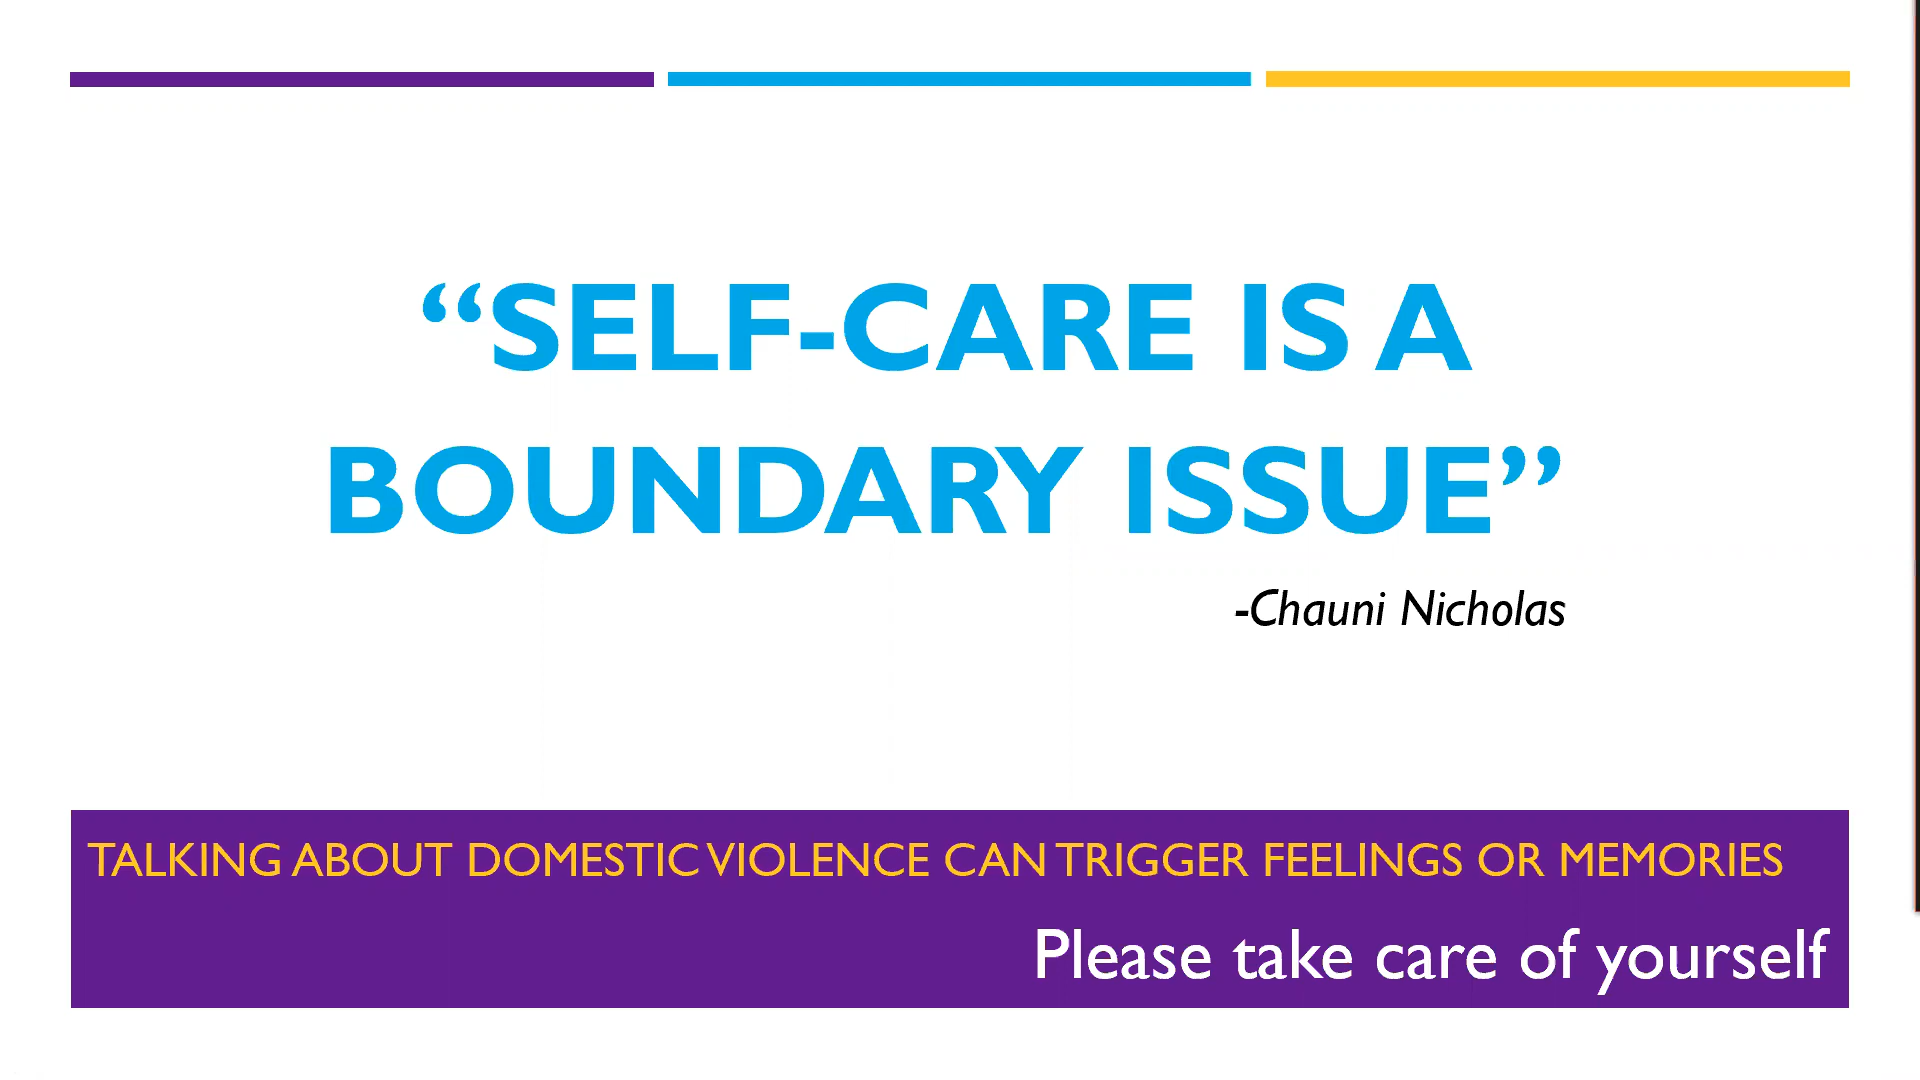 “SELF-CARE IS A
BOUNDARY ISSUE”
-Chauni Nicholas
TALKING ABOUT DOMESTIC VIOLENCE CAN TRIGGER FEELINGS OR MEMORIES
Please take care of yourself